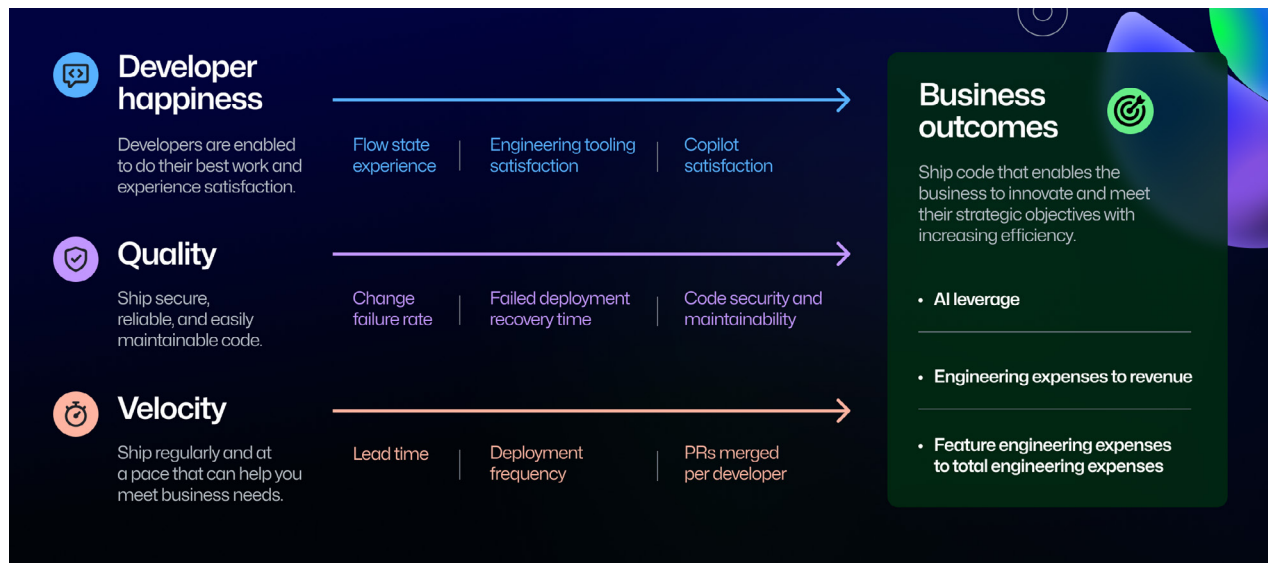 Developer
happiness
Developers are enabled
to do their best work and
experience satisfaction.
Flow state
experience
Engineering tooling
satisfaction
Copilot
satisfaction
Quality
Ship secure,
reliable, and easily
maintainable code.
Change
failure rate
Failed deployment
recovery time
Code security and
maintainability
Velocity
Ship regularly and at
a pace that can help you
meet business needs.
Lead time
Deployment
frequency
PRs merged
per developer
Business
outcomes
Ship code that enables the
business to innovate and meet
their strategic objectives with
increasing efficiency.
• AI leverage
• Engineering expenses to revenue
• Feature engineering expenses
to total engineering expenses